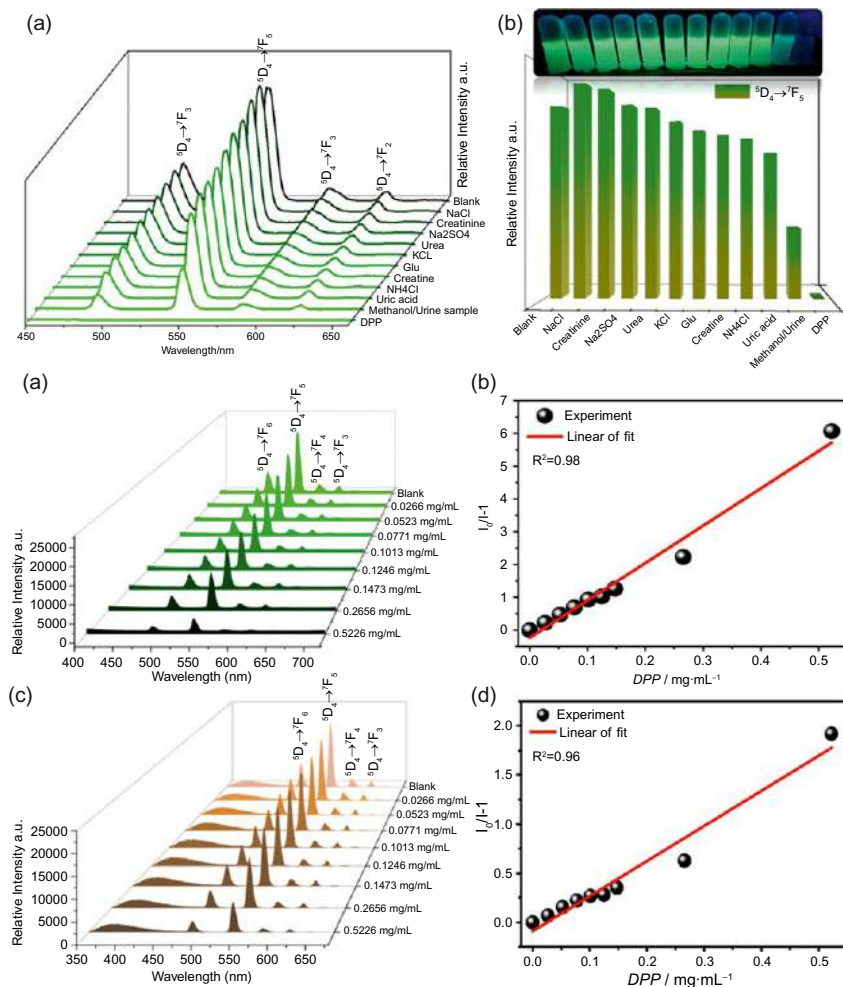 (a)
⁵D₄→⁷F₃
⁵D₄→⁷F₅
⁵D₄→⁷F₃
⁵D₄→⁷F₂
Relative Intensity a.u.
Blank
NaCl
Creatinine
Na2SO4
Urea
KCL
Glu
Creatine
NH4Cl
Uric acid
Methanol/Urine sample
DPP
450 500 550 600 650
Wavelength/nm
(b)
⁵D₄→⁷F₅
Relative Intensity a.u.
Blank
NaCl
Creatinine
Na2SO4
Urea
KCl
Glu
Creatine
NH4Cl
Uric acid
Methanol/Urine
DPP
(a)
⁵D₄→⁷F₆
⁵D₄→⁷F₅
⁵D₄→⁷F₄
⁵D₄→⁷F₃
Blank
0.0266 mg/mL
0.0523 mg/mL
0.0771 mg/mL
0.1013 mg/mL
0.1246 mg/mL
0.1473 mg/mL
0.2656 mg/mL
0.5226 mg/mL
Relative Intensity a.u.
25000
20000
15000
10000
5000
0
400 450 500 550 600 650 700
Wavelength (nm)
(b)
Experiment
Linear of fit
R²=0.98
I₀/I-1
7
6
5
4
3
2
1
0
0.0 0.1 0.2 0.3 0.4 0.5
DPP / mg·mL⁻¹
(c)
⁵D₄→⁷F₆
⁵D₄→⁷F₅
⁵D₄→⁷F₄
⁵D₄→⁷F₃
Blank
0.0266 mg/mL
0.0523 mg/mL
0.0771 mg/mL
0.1013 mg/mL
0.1246 mg/mL
0.1473 mg/mL
0.2656 mg/mL
0.5226 mg/mL
Relative Intensity a.u.
25000
20000
15000
10000
5000
0
350 400 450 500 550 600 650
Wavelength (nm)
(d)
Experiment
Linear of fit
R²=0.96
I₀/I-1
2.0
1.5
1.0
0.5
0.0
0.0 0.1 0.2 0.3 0.4 0.5
DPP / mg·mL⁻¹